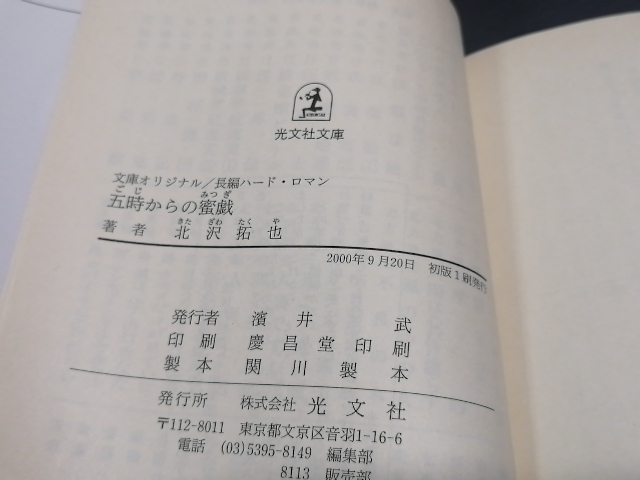 光文社文庫
文庫オリジナル／長編ハード・ロマン
ごじ みつぎ
五時からの蜜戯
きた ざわ たく や
著者 北沢拓也
2000年9月20日 初版1刷発行
発行者 濱井武
印刷 慶昌堂印刷
製本 関川製本
発行所 株式会社 光文社
〒112-8011 東京都文京区音羽1-16-6
電話 (03)5395-8149 編集部
8113 販売部